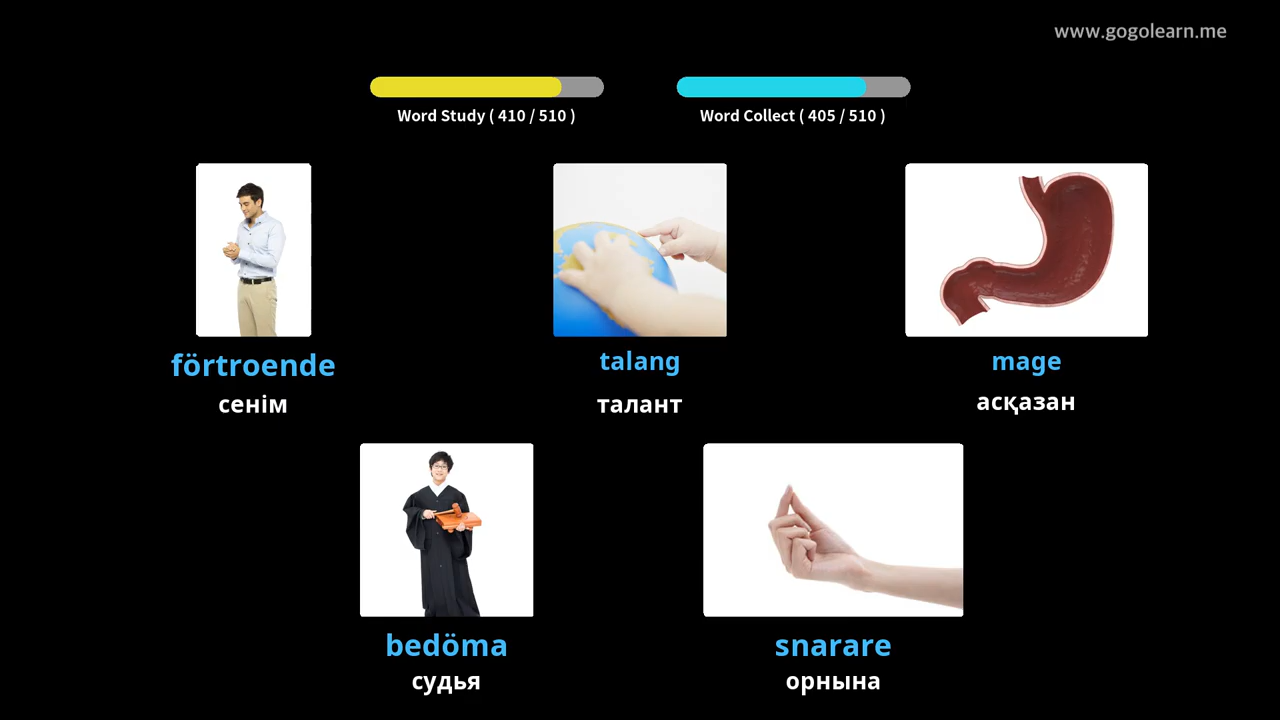 www.gogolearn.me
Word Study ( 410 / 510 )
Word Collect ( 405 / 510 )
förtroende
сенім
talang
талант
mage
асқазан
bedöma
судья
snarare
орнына